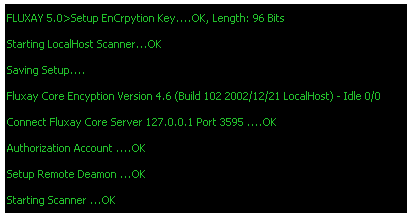 FLUXAY 5.0>Setup EnCrpytion Key....OK, Length: 96 Bits
Starting LocalHost Scanner...OK
Saving Setup....
Fluxay Core Encyption Version 4.6 (Build 102 2002/12/21 LocalHost) - Idle 0/0
Connect Fluxay Core Server 127.0.0.1 Port 3595 ....OK
Authorization Account ....OK
Setup Remote Deamon ...OK
Starting Scanner ...OK